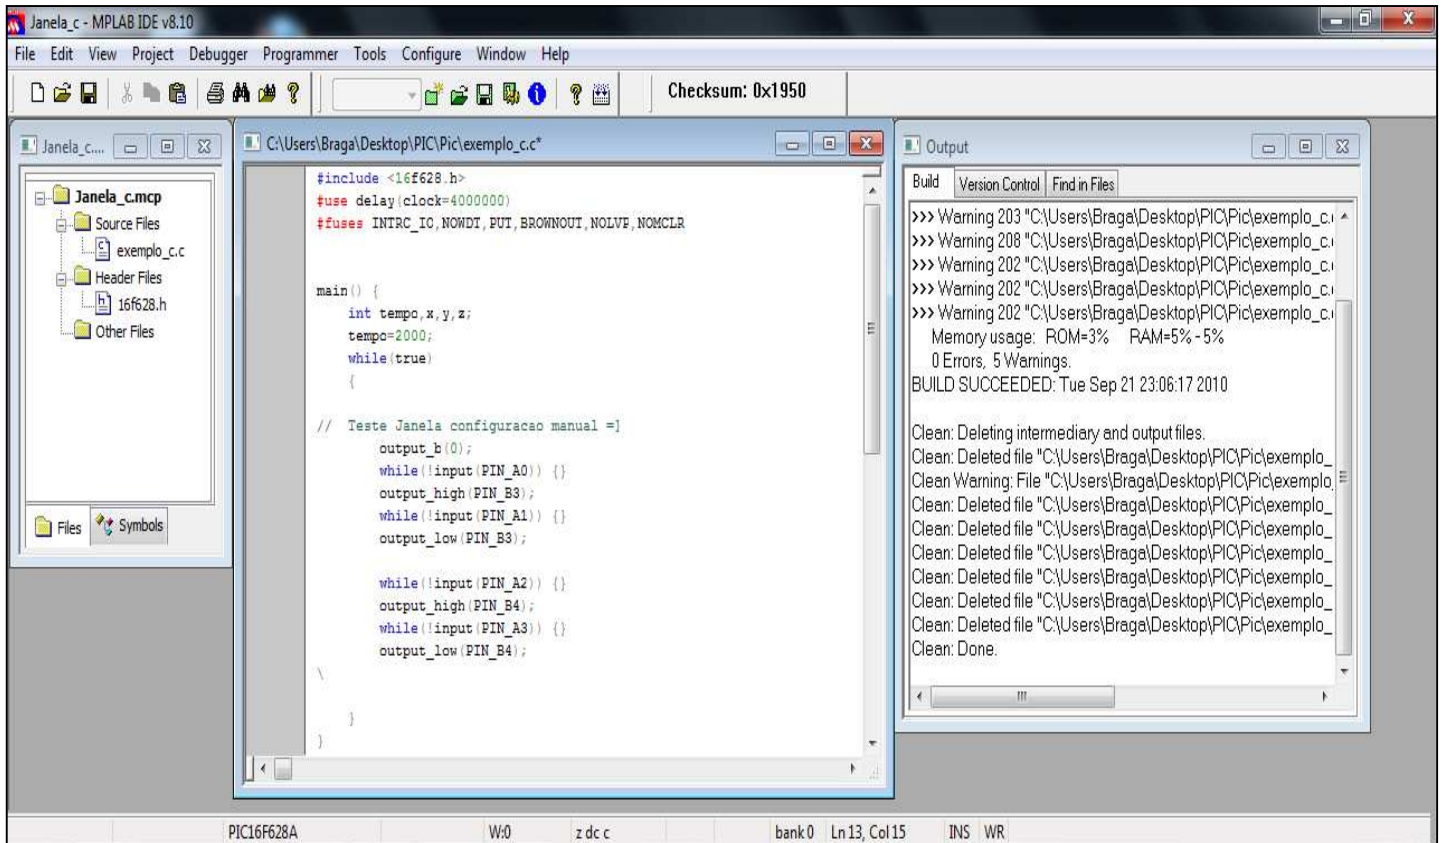 Janela_c - MPLAB IDE v8.10
File Edit View Project Debugger Programmer Tools Configure Window Help
Checksum: 0x1950
Janela_c....
Janela_c.mcp
Source Files
exemplo_c.c
Header Files
16f628.h
Other Files
Files Symbols
C:\Users\Braga\Desktop\PIC\Pic\exemplo_c.c*
#include <16f628.h>
#use delay(clock=4000000)
#fuses INTRC_IO,NOWDT,PUT,BROWNOUT,NOLVP,NOMCLR
main() {
int tempo,x,y,z;
tempo=2000;
while(true)
{
// Teste Janela configuracao manual =]
output_b(0);
while(!input(PIN_A0)) {}
output_high(PIN_B3);
while(!input(PIN_A1)) {}
output_low(PIN_B3);
while(!input(PIN_A2)) {}
output_high(PIN_B4);
while(!input(PIN_A3)) {}
output_low(PIN_B4);
\
}
}
Output
Build Version Control Find in Files
>>> Warning 203 "C:\Users\Braga\Desktop\PIC\Pic\exemplo_c.
>>> Warning 208 "C:\Users\Braga\Desktop\PIC\Pic\exemplo_c.
>>> Warning 202 "C:\Users\Braga\Desktop\PIC\Pic\exemplo_c.
>>> Warning 202 "C:\Users\Braga\Desktop\PIC\Pic\exemplo_c.
>>> Warning 202 "C:\Users\Braga\Desktop\PIC\Pic\exemplo_c.
Memory usage: ROM=3% RAM=5% - 5%
0 Errors, 5 Warnings.
BUILD SUCCEEDED: Tue Sep 21 23:06:17 2010
Clean: Deleting intermediary and output files.
Clean: Deleted file "C:\Users\Braga\Desktop\PIC\Pic\exemplo_
Clean Warning: File "C:\Users\Braga\Desktop\PIC\Pic\exemplo
Clean: Deleted file "C:\Users\Braga\Desktop\PIC\Pic\exemplo_
Clean: Deleted file "C:\Users\Braga\Desktop\PIC\Pic\exemplo_
Clean: Deleted file "C:\Users\Braga\Desktop\PIC\Pic\exemplo_
Clean: Deleted file "C:\Users\Braga\Desktop\PIC\Pic\exemplo_
Clean: Deleted file "C:\Users\Braga\Desktop\PIC\Pic\exemplo_
Clean: Deleted file "C:\Users\Braga\Desktop\PIC\Pic\exemplo_
Clean: Done.
PIC16F628A W:0 z dc c bank 0 Ln 13, Col 15 INS WR